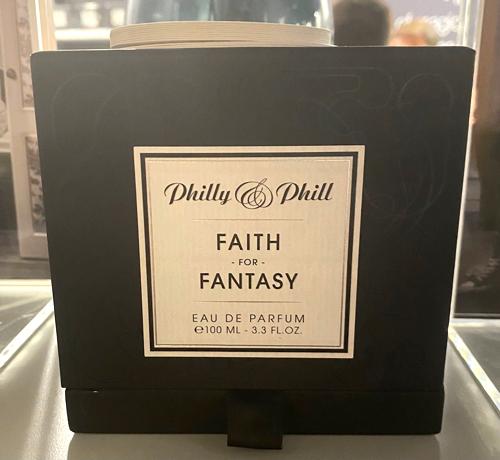 Philly & Phill
FAITH
- FOR -
FANTASY
EAU DE PARFUM
℮100 ML - 3.3 FL.OZ.